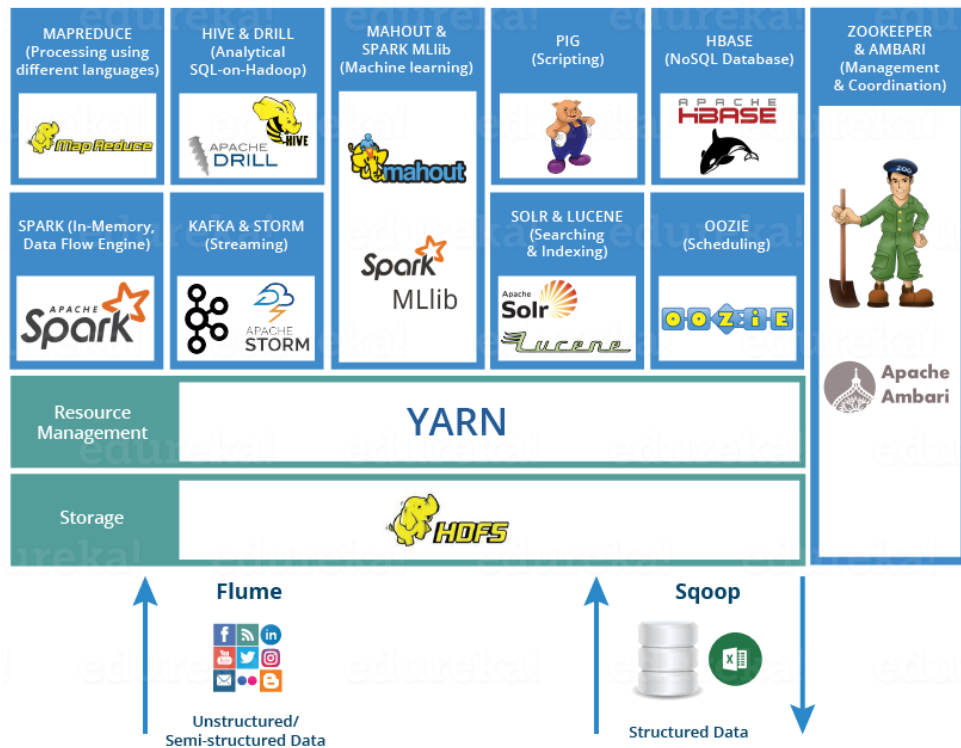 edureka!
MAPREDUCE
(Processing using
different languages)
Map Reduce
HIVE & DRILL
(Analytical
SQL-on-Hadoop)
HIVE
APACHE
DRILL
MAHOUT &
SPARK MLlib
(Machine learning)
mahout
Spark
MLlib
PIG
(Scripting)
HBASE
(NoSQL Database)
APACHE
HBASE
ZOOKEEPER
& AMBARI
(Management
& Coordination)
ZOO
Apache
Ambari
SPARK (In-Memory,
Data Flow Engine)
APACHE
Spark
KAFKA & STORM
(Streaming)
APACHE
STORM
SOLR & LUCENE
(Searching
& Indexing)
Apache
Solr
Lucene
OOZIE
(Scheduling)
OOZiE
Resource
Management
YARN
Storage
HDFS
Flume
Unstructured/
Semi-structured Data
Sqoop
Structured Data